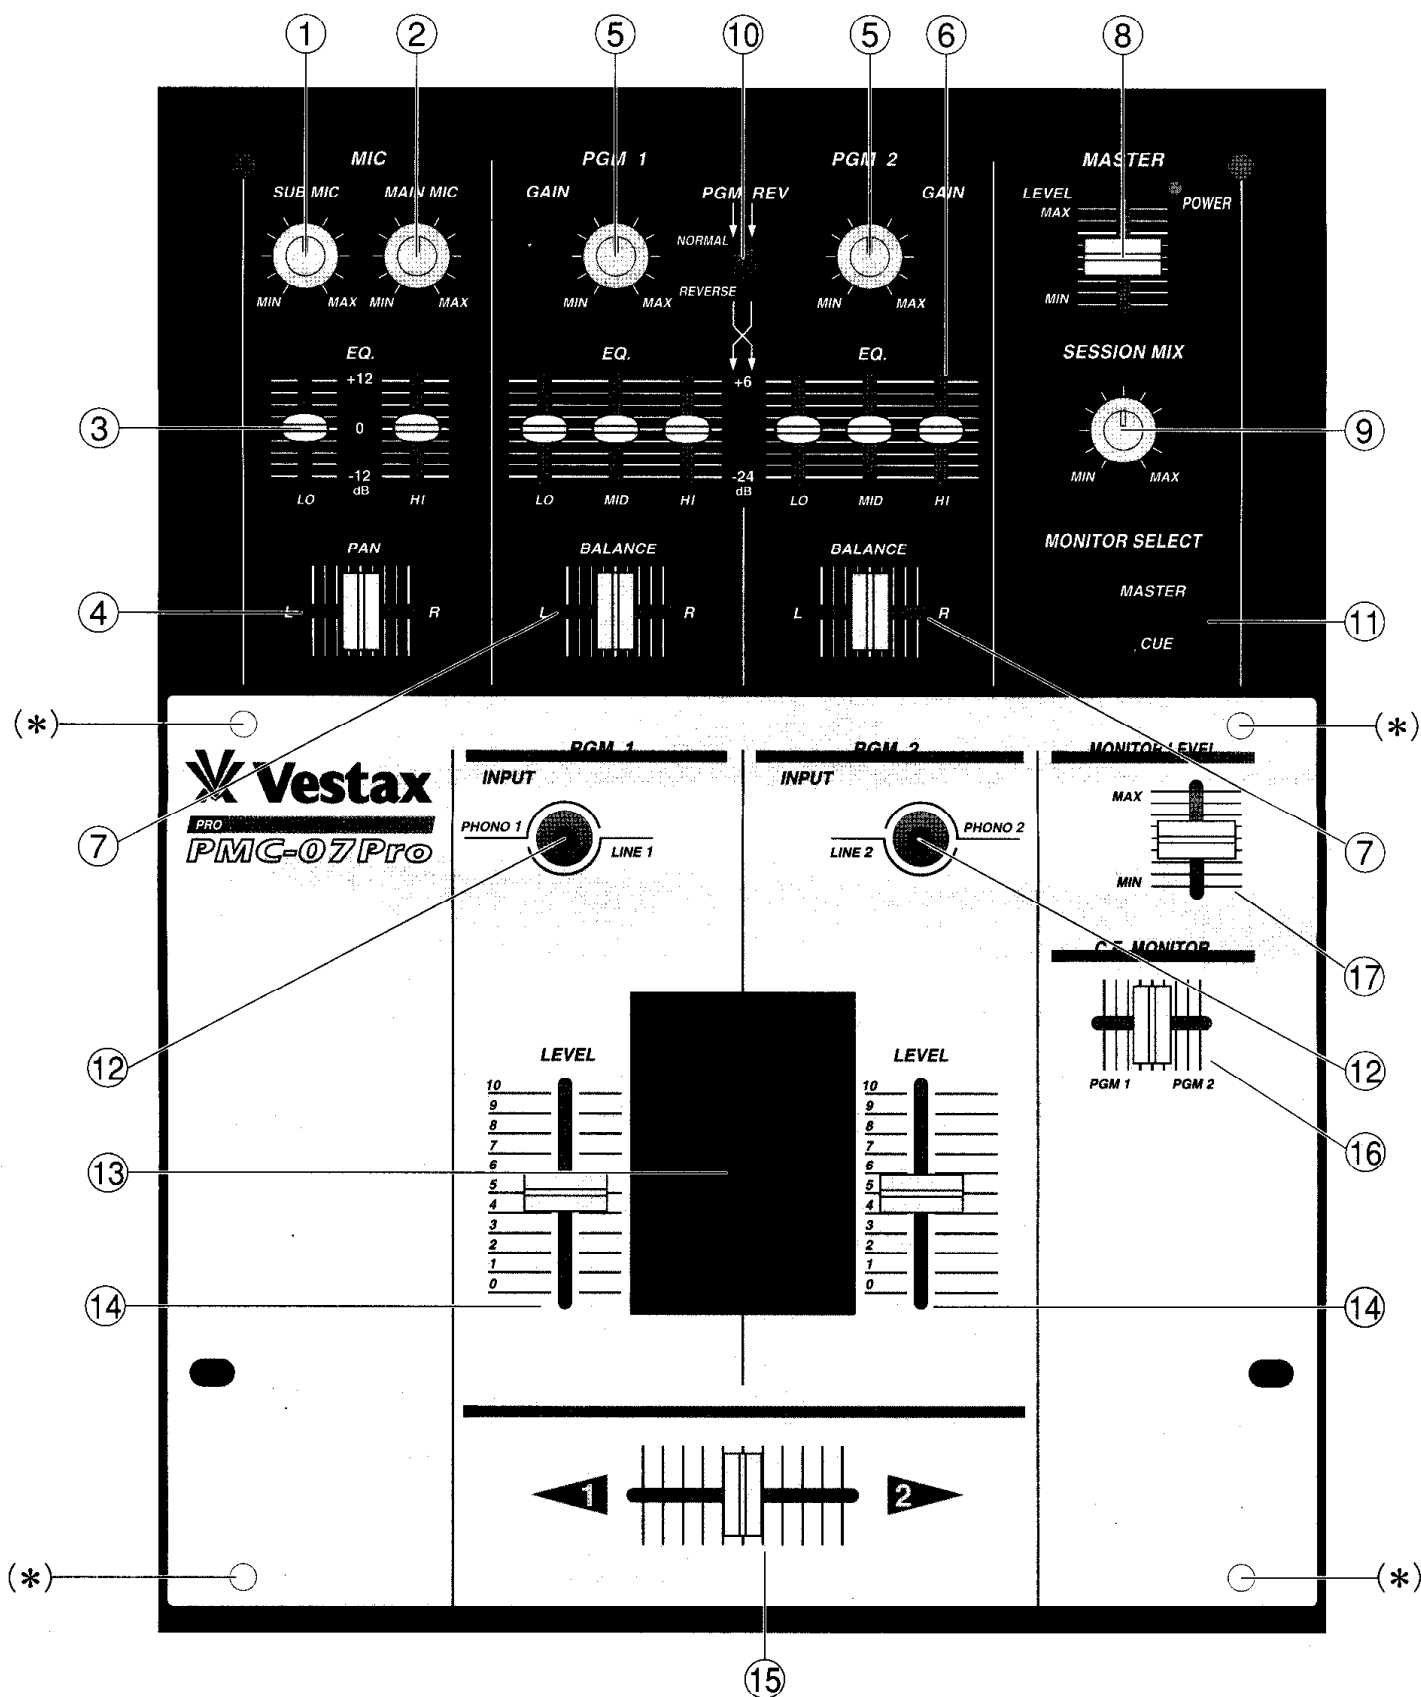 ① ② ⑤ ⑩ ⑤ ⑥ ⑧
MIC PGM 1 PGM 2 MASTER
SUB MIC MAIN MIC GAIN PGM REV GAIN LEVEL
MAX POWER
NORMAL
REVERSE
MIN MAX MIN MAX MIN MAX MIN MAX MIN
EQ. EQ. EQ. SESSION MIX
+12 +6
③ 0 ⑨
-12 -24 MIN MAX
dB dB
LO HI LO MID HI LO MID HI
PAN BALANCE BALANCE MONITOR SELECT
MASTER
④ L R L R L R ⑪
CUE
(*) (*)
PGM 1 PGM 2 MONITOR LEVEL
Vestax INPUT INPUT
MAX
PRO PHONO 1 PHONO 2
PMC-07Pro LINE 1 LINE 2
⑦ ⑦
MIN
C.F. MONITOR
⑰
LEVEL LEVEL
⑫ ⑫
10 10 PGM 1 PGM 2
9 9
8 8
7 7
⑯
6 6
⑬
5 5
4 4
3 3
2 2
1 1
0 0
⑭ ⑭
1 2
(*) (*)
⑮